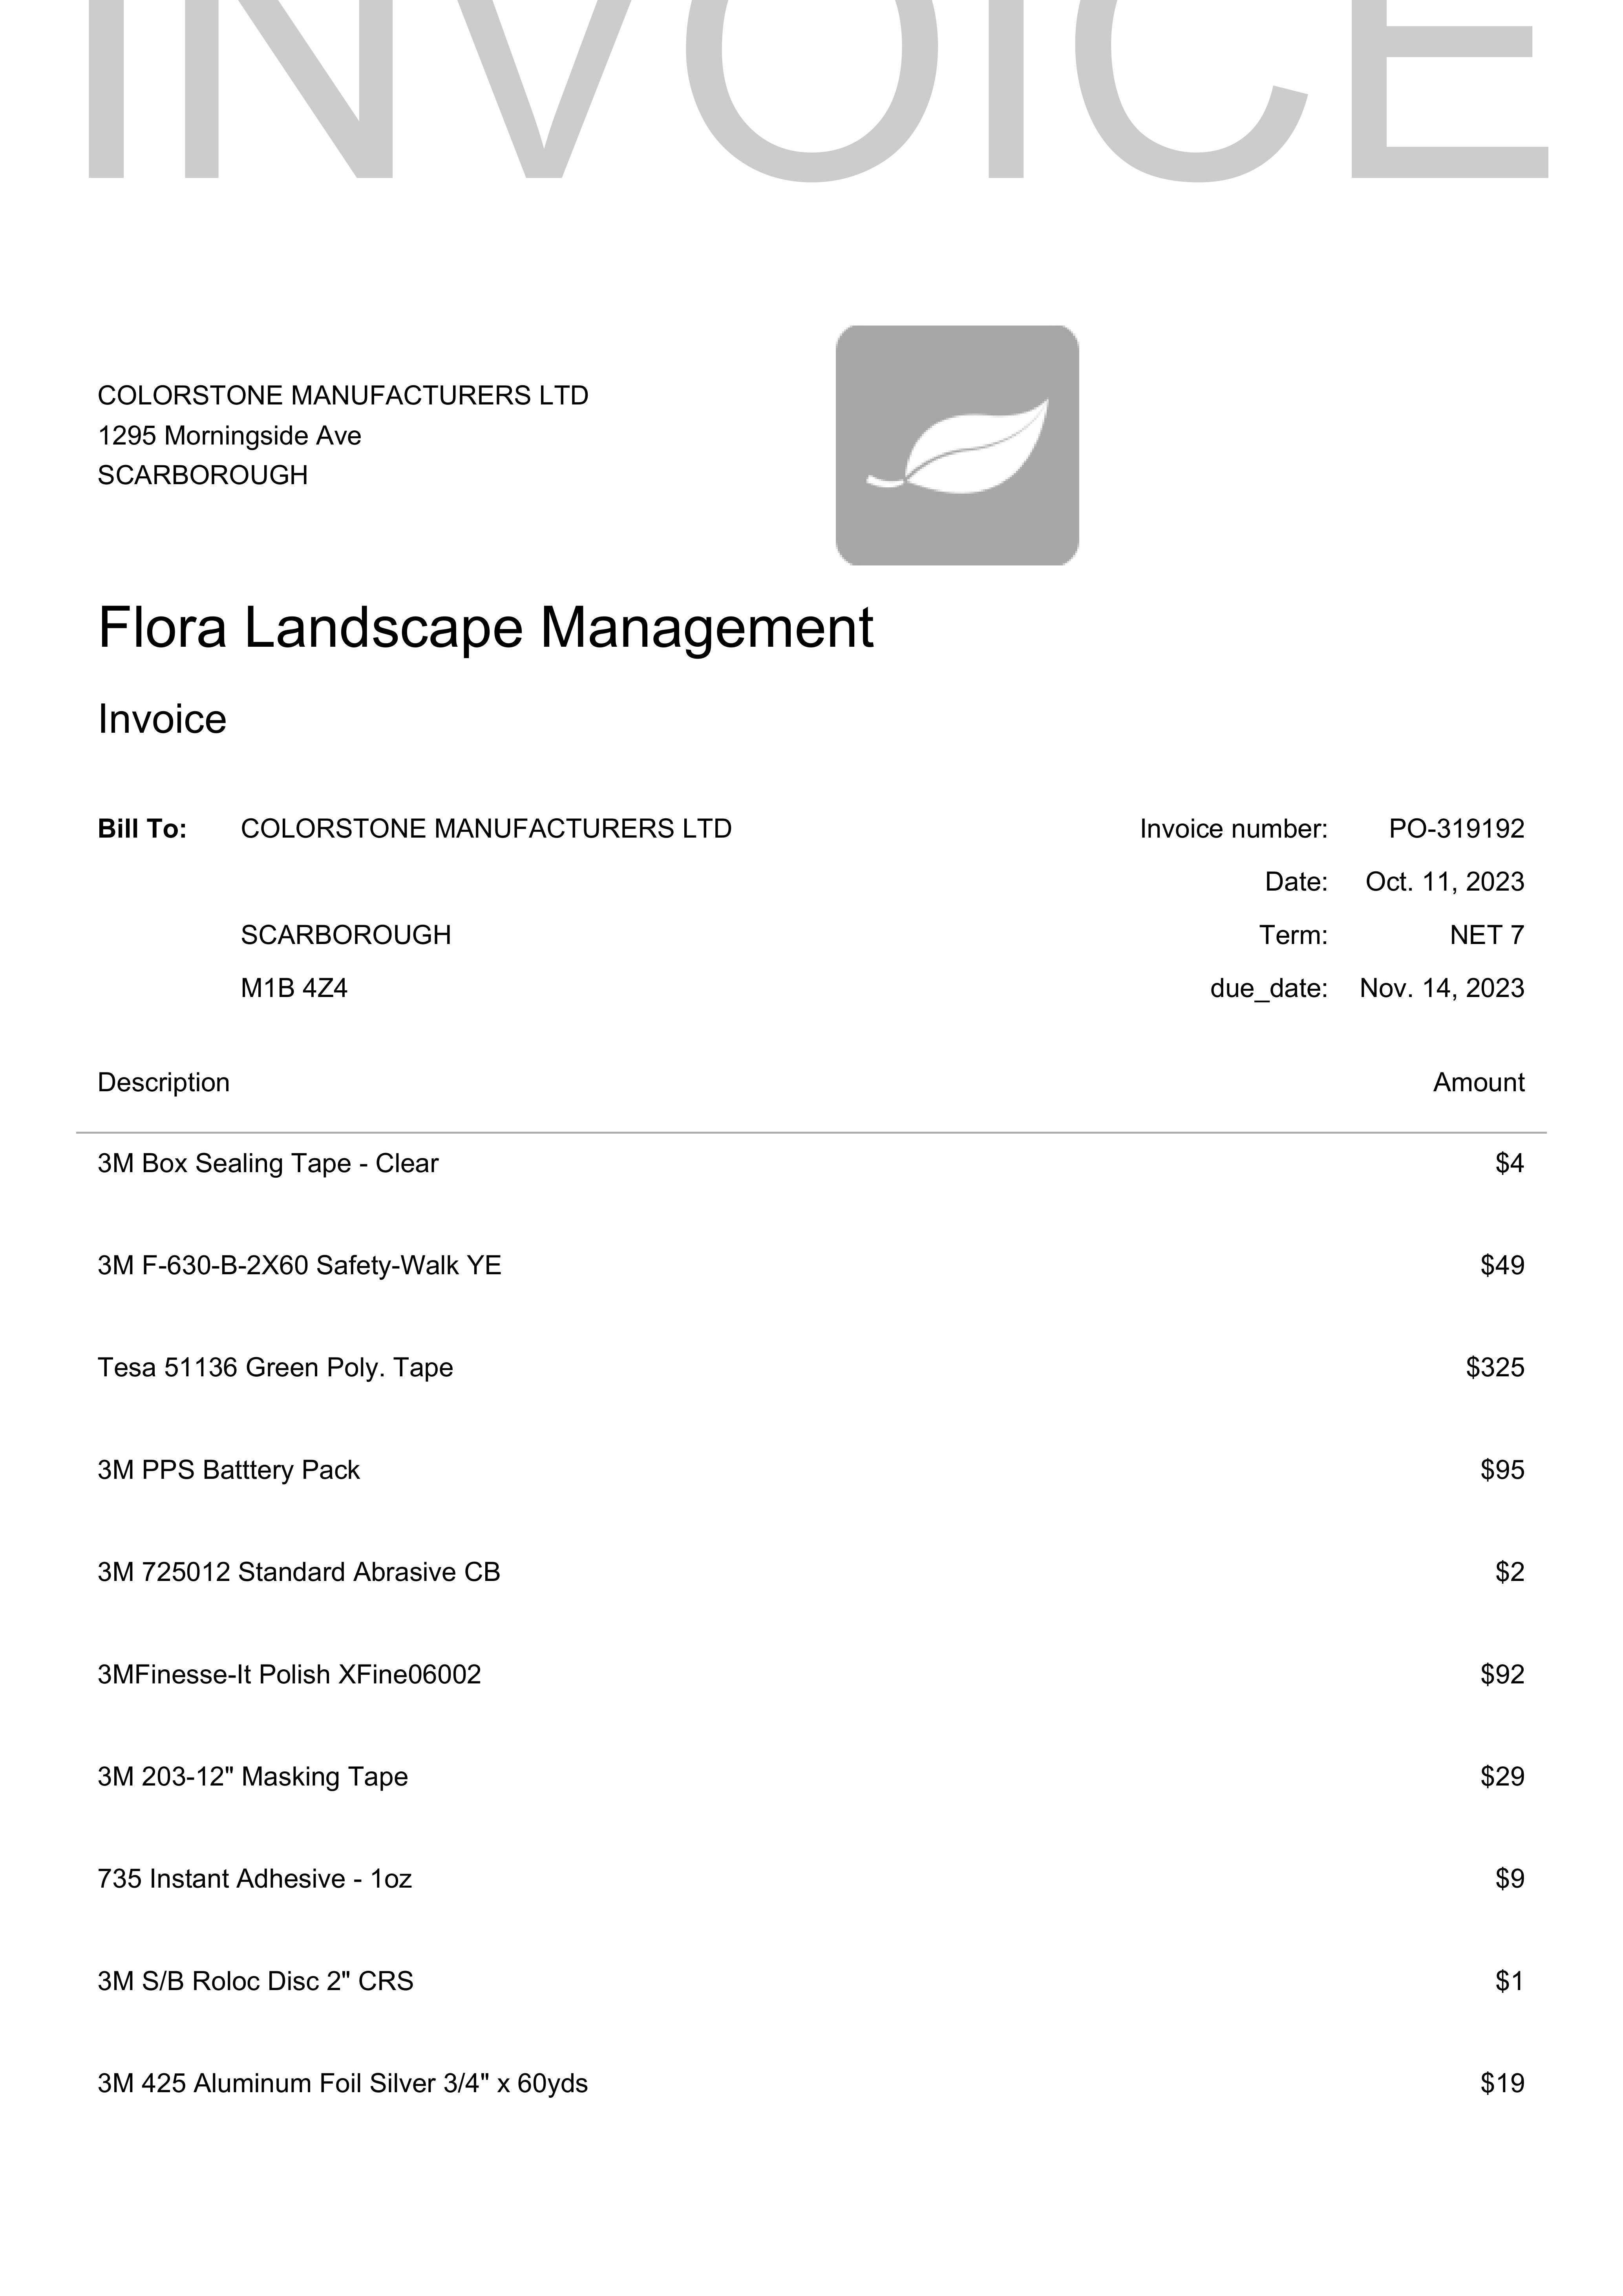 INVOICE
COLORSTONE MANUFACTURERS LTD
1295 Morningside Ave
SCARBOROUGH
Flora Landscape Management
Invoice
Bill To: COLORSTONE MANUFACTURERS LTD Invoice number: PO-319192
Date: Oct. 11, 2023
SCARBOROUGH Term: NET 7
M1B 4Z4 due_date: Nov. 14, 2023
Description Amount
3M Box Sealing Tape - Clear $4
3M F-630-B-2X60 Safety-Walk YE $49
Tesa 51136 Green Poly. Tape $325
3M PPS Batttery Pack $95
3M 725012 Standard Abrasive CB $2
3MFinesse-It Polish XFine06002 $92
3M 203-12" Masking Tape $29
735 Instant Adhesive - 1oz $9
3M S/B Roloc Disc 2" CRS $1
3M 425 Aluminum Foil Silver 3/4" x 60yds $19